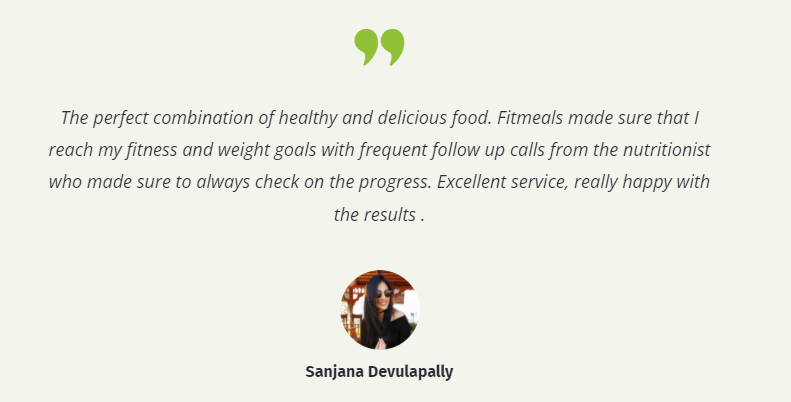 The perfect combination of healthy and delicious food. Fitmeals made sure that I
reach my fitness and weight goals with frequent follow up calls from the nutritionist
who made sure to always check on the progress. Excellent service, really happy with
the results .
Sanjana Devulapally